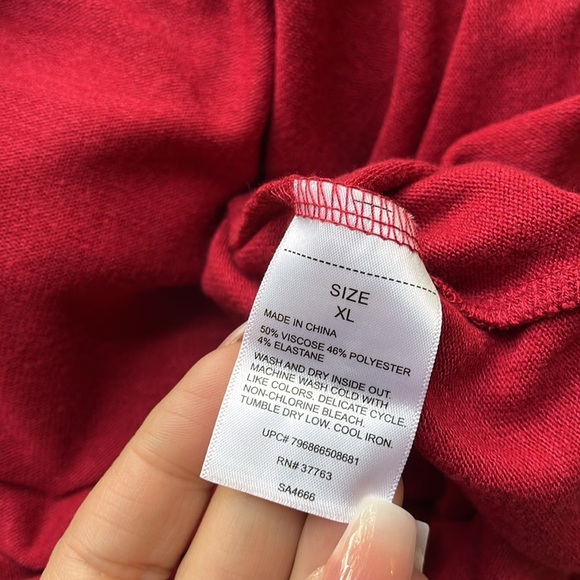 SIZE
XL
MADE IN CHINA
50% VISCOSE 46% POLYESTER
4% ELASTANE
WASH AND DRY INSIDE OUT.
MACHINE WASH COLD WITH
LIKE COLORS. DELICATE CYCLE.
NON-CHLORINE BLEACH.
TUMBLE DRY LOW. COOL IRON.
UPC# 796866508681
RN# 37763
SA4666